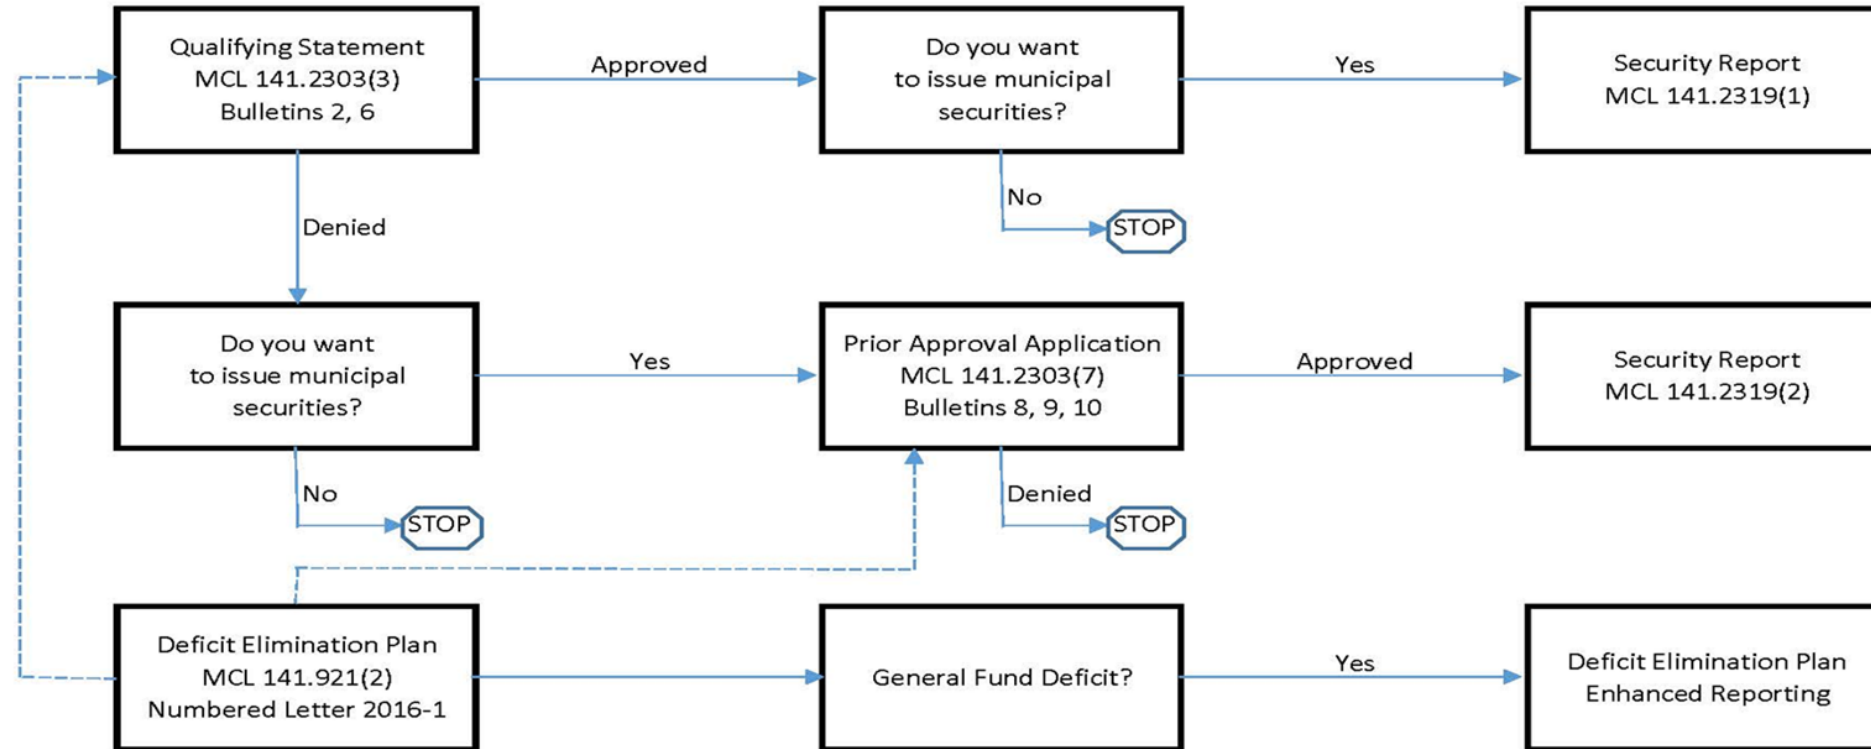 Qualifying Statement
MCL 141.2303(3)
Bulletins 2, 6
Approved
Do you want
to issue municipal
securities?
Yes
Security Report
MCL 141.2319(1)
No
STOP
Denied
Do you want
to issue municipal
securities?
Yes
Prior Approval Application
MCL 141.2303(7)
Bulletins 8, 9, 10
Approved
Security Report
MCL 141.2319(2)
No
STOP
Denied
STOP
Deficit Elimination Plan
MCL 141.921(2)
Numbered Letter 2016-1
General Fund Deficit?
Yes
Deficit Elimination Plan
Enhanced Reporting